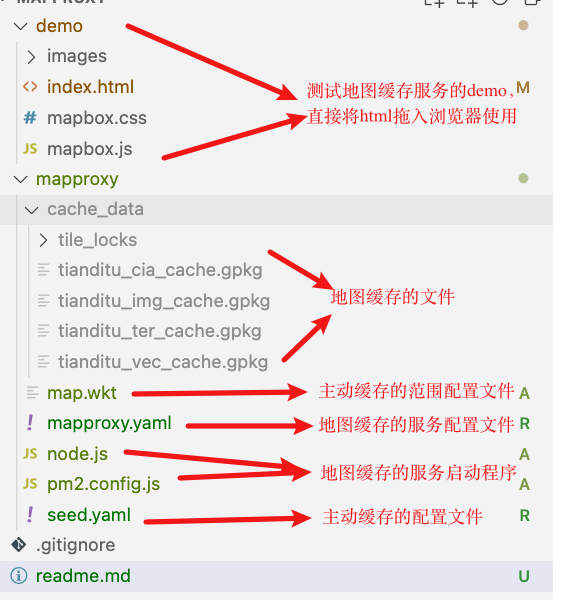 demo
images
index.html
测试地图缓存服务的demo,
M
mapbox.css
直接将html拖入浏览器使用
JS mapbox.js
mapproxy
cache_data
tile_locks
tianditu_cia_cache.gpkg
tianditu_img_cache.gpkg
地图缓存的文件
tianditu_ter_cache.gpkg
tianditu_vec_cache.gpkg
map.wkt
主动缓存的范围配置文件
A
! mapproxy.yaml
地图缓存的服务配置文件
R
JS node.js
A
地图缓存的服务启动程序
JS pm2.config.js
A
! seed.yaml
主动缓存的配置文件
R
.gitignore
readme.md
U